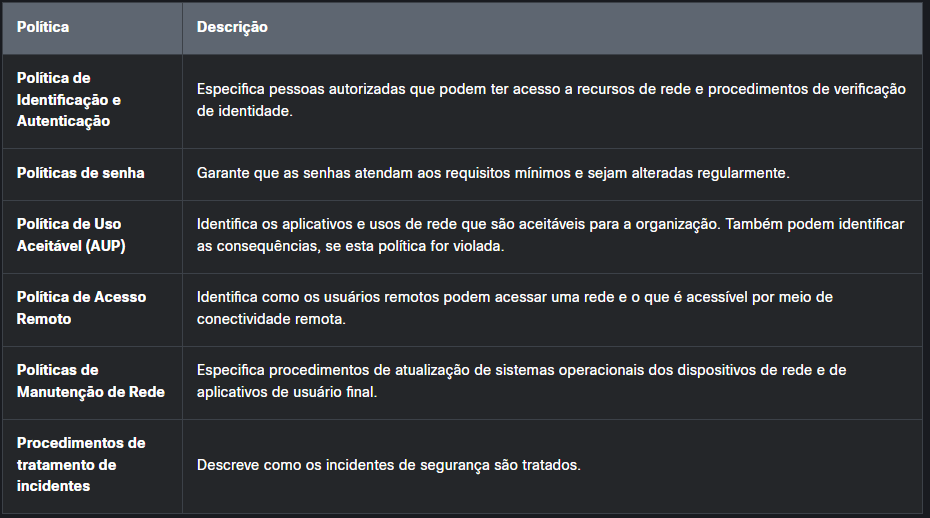 Política
Descrição
Política de
Identificação e
Autenticação
Especifica pessoas autorizadas que podem ter acesso a recursos de rede e procedimentos de verificação
de identidade.
Políticas de senha
Garante que as senhas atendam aos requisitos mínimos e sejam alteradas regularmente.
Política de Uso
Aceitável (AUP)
Identifica os aplicativos e usos de rede que são aceitáveis para a organização. Também podem identificar
as consequências, se esta política for violada.
Política de Acesso
Remoto
Identifica como os usuários remotos podem acessar uma rede e o que é acessível por meio de
conectividade remota.
Políticas de
Manutenção de Rede
Especifica procedimentos de atualização de sistemas operacionais dos dispositivos de rede e de
aplicativos de usuário final.
Procedimentos de
tratamento de
incidentes
Descreve como os incidentes de segurança são tratados.